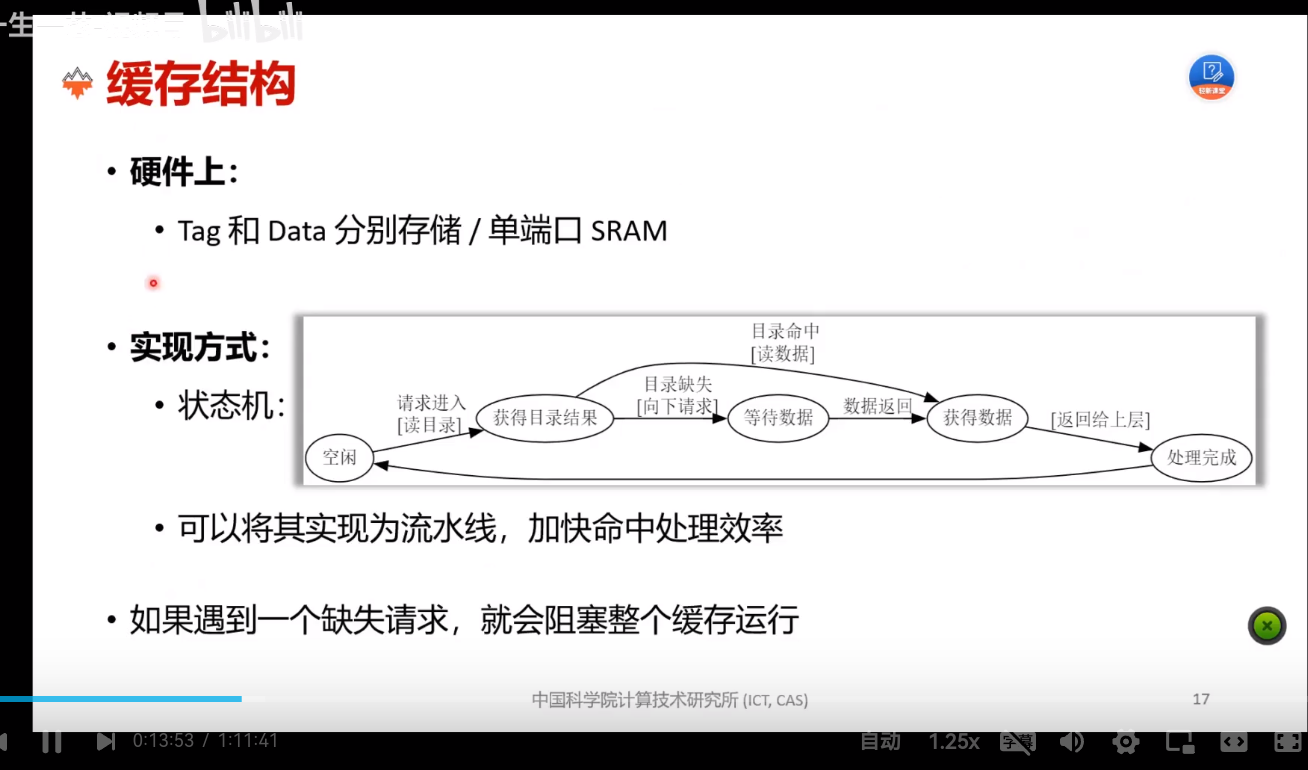 bilibili
缓存结构
• 硬件上：
• Tag 和 Data 分别存储 / 单端口 SRAM
• 实现方式：
• 状态机：
目录命中
[读数据]
请求进入
[读目录]
目录缺失
[向下请求]
数据返回
[返回给上层]
空闲
获得目录结果
等待数据
获得数据
处理完成
• 可以将其实现为流水线，加快命中处理效率
• 如果遇到一个缺失请求，就会阻塞整个缓存运行
中国科学院计算技术研究所 (ICT, CAS)
17
0:13:53 / 1:11:41
自动
1.25x
字幕